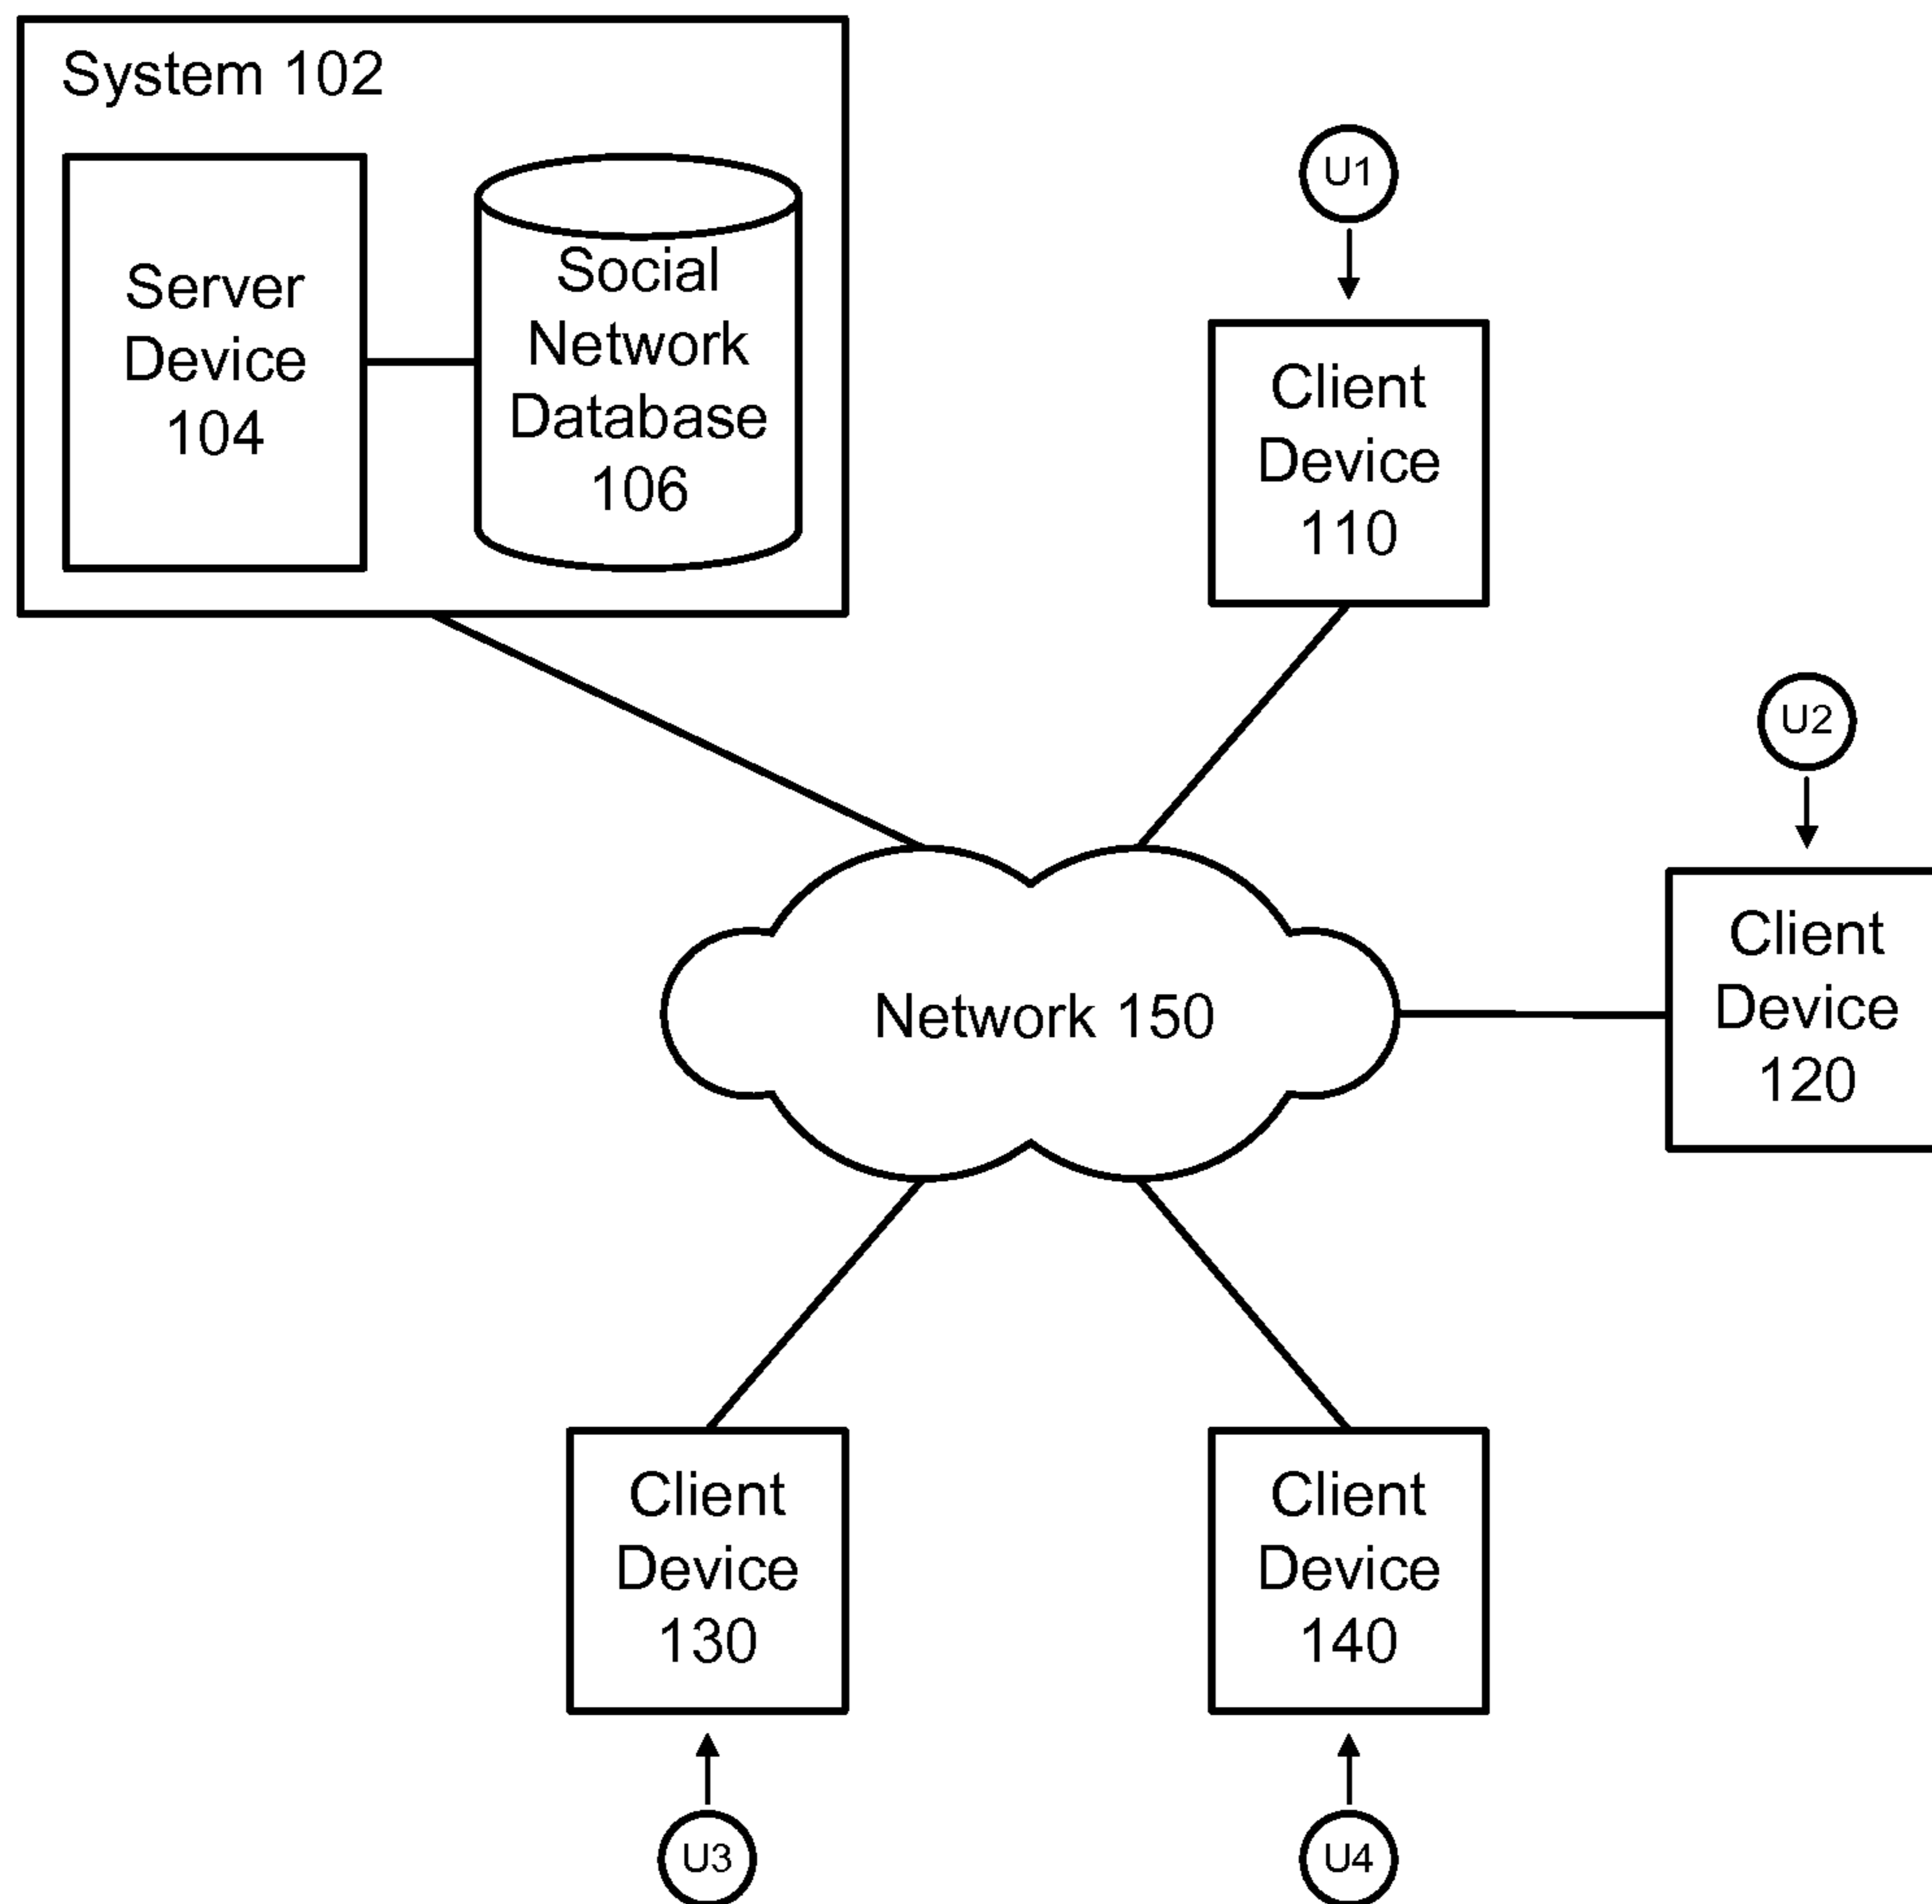 System 102
Server
Device
104
Social
Network
Database
106
U1
Client
Device
110
U2
Client
Device
120
Network 150
Client
Device
130
Client
Device
140
U3
U4